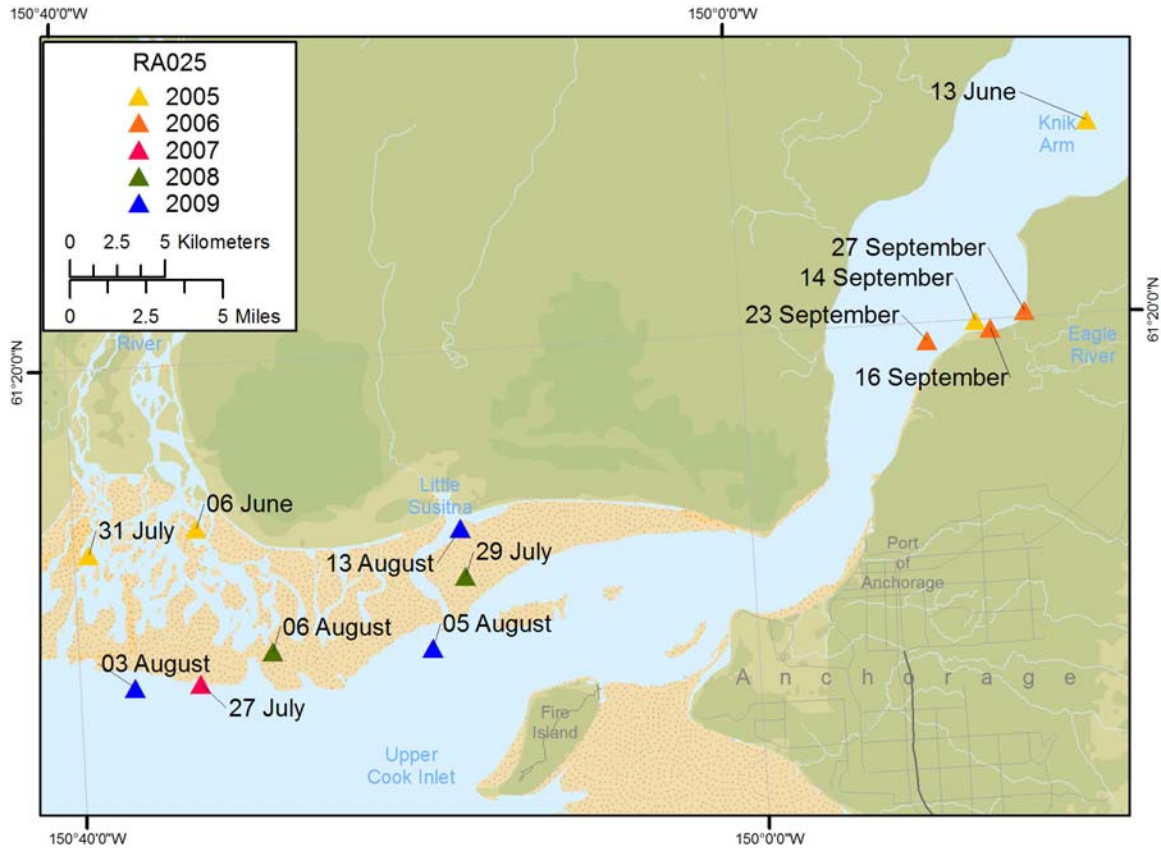 150°40'0"W
150°0'0"W
RA025
2005
2006
2007
2008
2009
0 2.5 5 Kilometers
0 2.5 5 Miles
13 June
Knik
Arm
27 September
14 September
23 September
16 September
Eagle
River
61°20'0"N
61°20'0"N
River
Little
Susitna
06 June
31 July
13 August
29 July
06 August
05 August
03 August
27 July
Port
of
Anchorage
Anchorage
Fire
Island
Upper
Cook Inlet
150°40'0"W
150°0'0"W